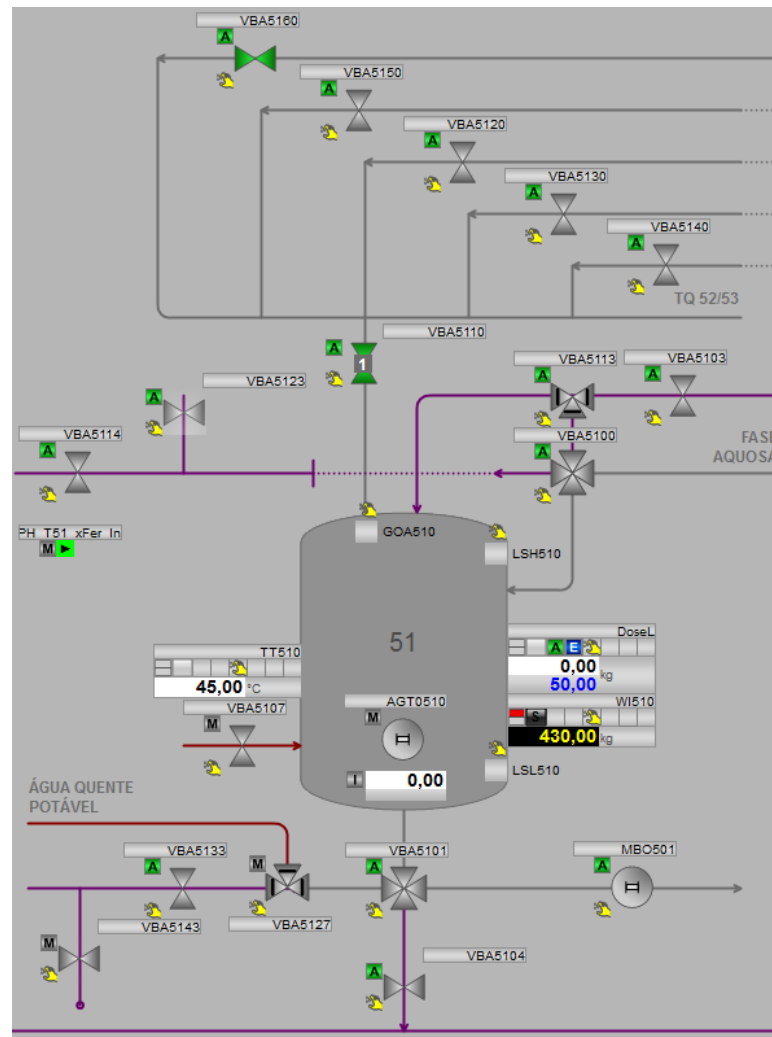 VBA5160
A
VBA5150
A
VBA5120
A
VBA5130
A
VBA5140
A
TQ 52/53
VBA5110
A
1
VBA5113
A
VBA5103
A
VBA5123
A
VBA5114
A
VBA5100
A
FASE
AQUOSA
PH_T51_xFer_In
M
GOA510
LSH510
51
DoseL
A E
0,00 kg
50,00
TT510
45,00 °C
WI510
S
430,00 kg
VBA5107
M
AGT0510
M
I 0,00
LSL510
ÁGUA QUENTE
POTÁVEL
VBA5133
A
M
VBA5101
A
MBO501
A
VBA5143
M
VBA5127
VBA5104
A